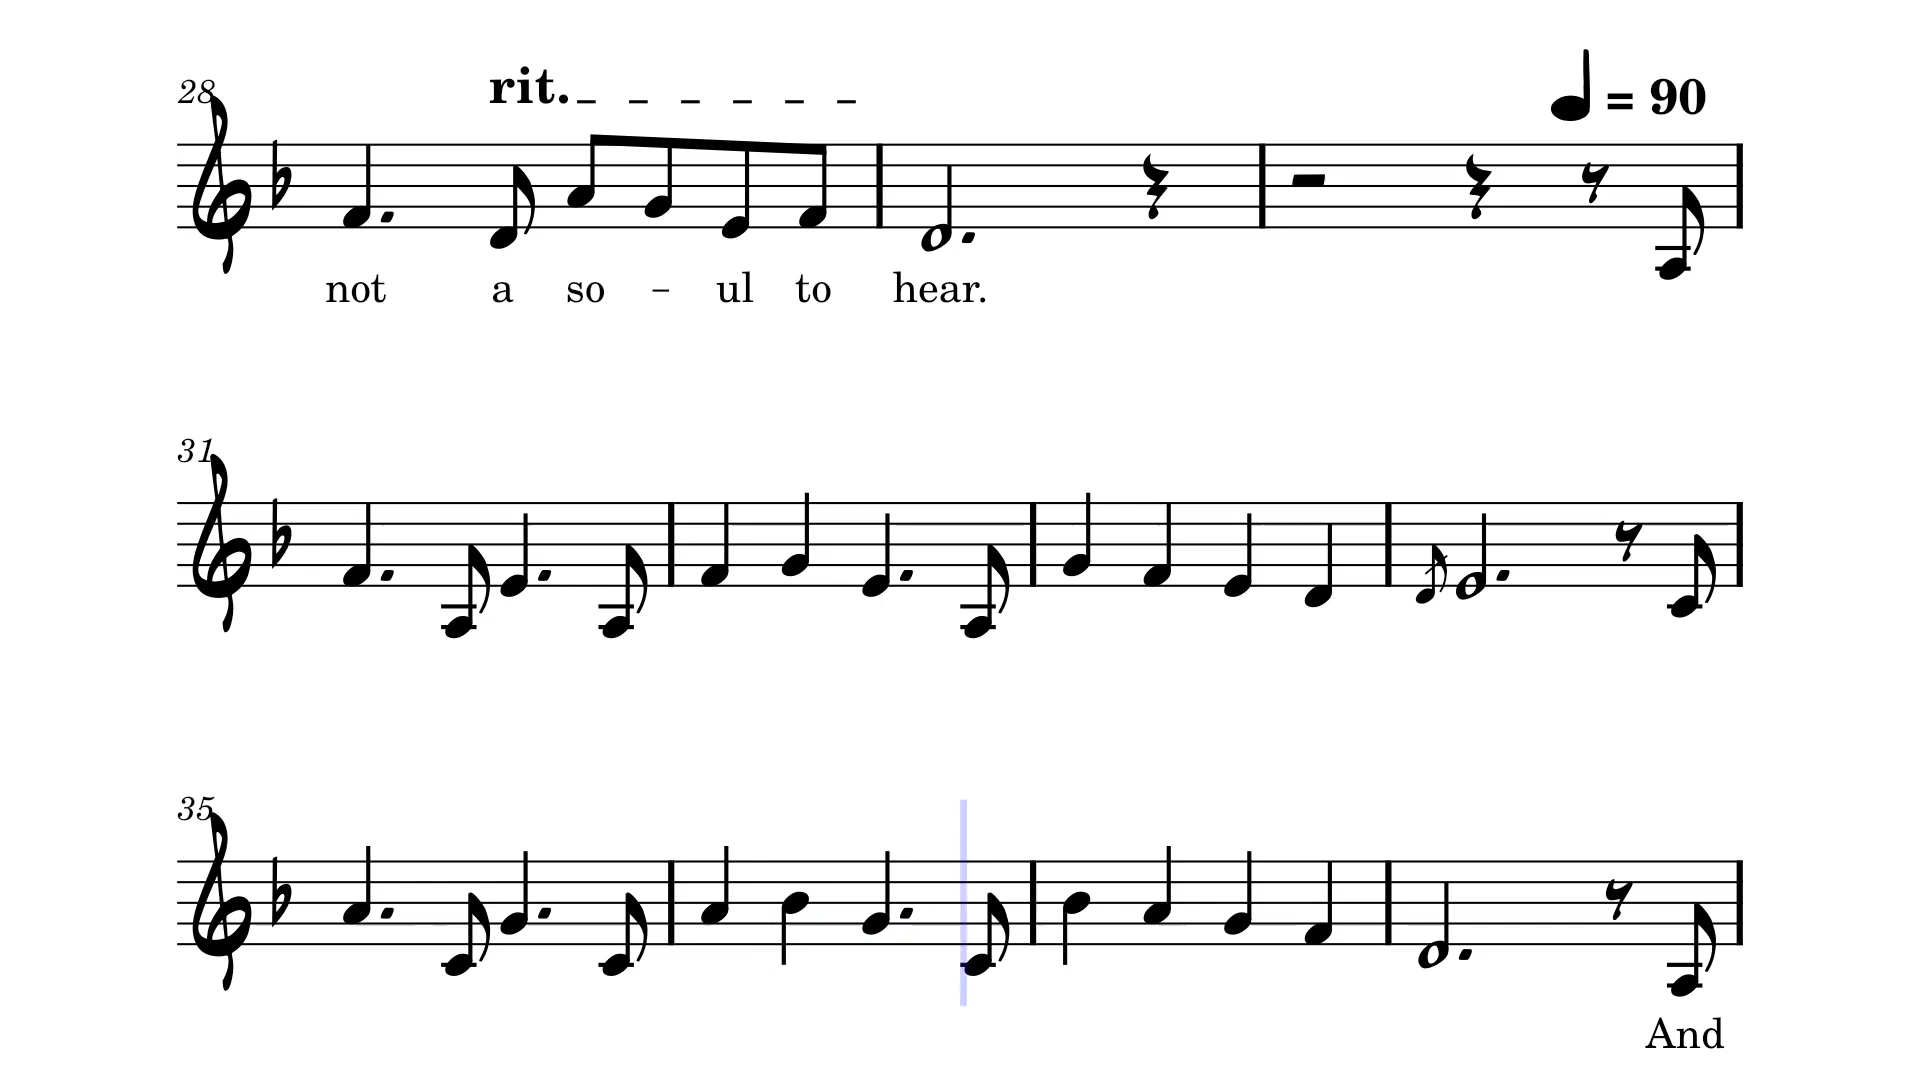 28 rit. ♩ = 90
not a so - ul to hear.
31
35
And